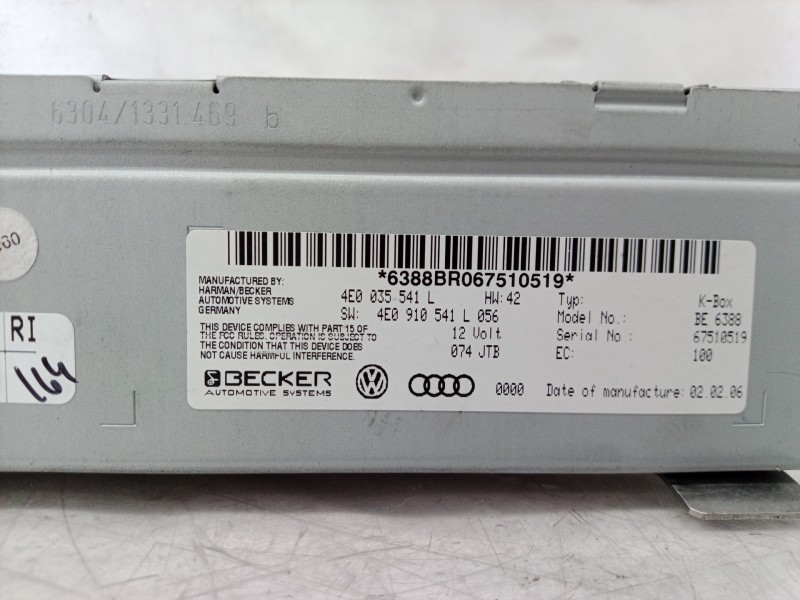 6304/1331.469 b
*6388BR067510519*
MANUFACTURED BY:
HARMAN/BECKER
AUTOMOTIVE SYSTEMS
GERMANY
4E0 035 541 L HW: 42
SW: 4E0 910 541 L 056
12 Volt
074 JTB
Typ: K-Box
Model No.: BE 6388
Serial No : 67510519
EC: 100
THIS DEVICE COMPLIES WITH PART 15 OF
THE FCC RULES. OPERATION IS SUBJECT TO
THE CONDITION THAT THIS DEVICE DOES
NOT CAUSE HARMFUL INTERFERENCE.
BECKER
AUTOMOTIVE SYSTEMS
0000 Date of manufacture: 02.02.06
RI
164